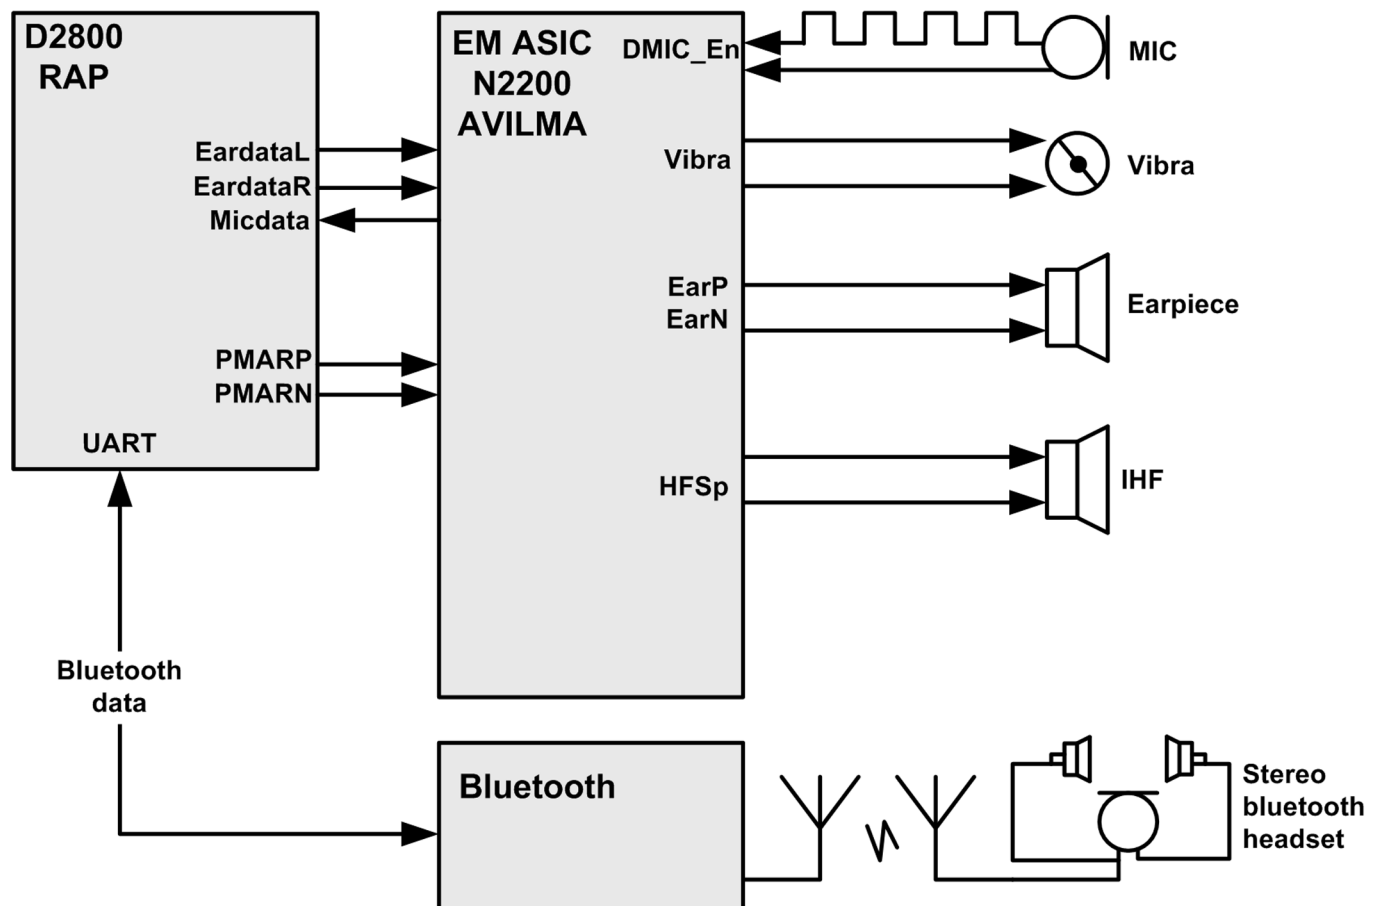 D2800
RAP
EardataL
EardataR
Micdata
PMARP
PMARN
UART
EM ASIC
N2200
AVILMA
DMIC_En
Vibra
EarP
EarN
HFSp
MIC
Vibra
Earpiece
IHF
Bluetooth
data
Bluetooth
Stereo
bluetooth
headset